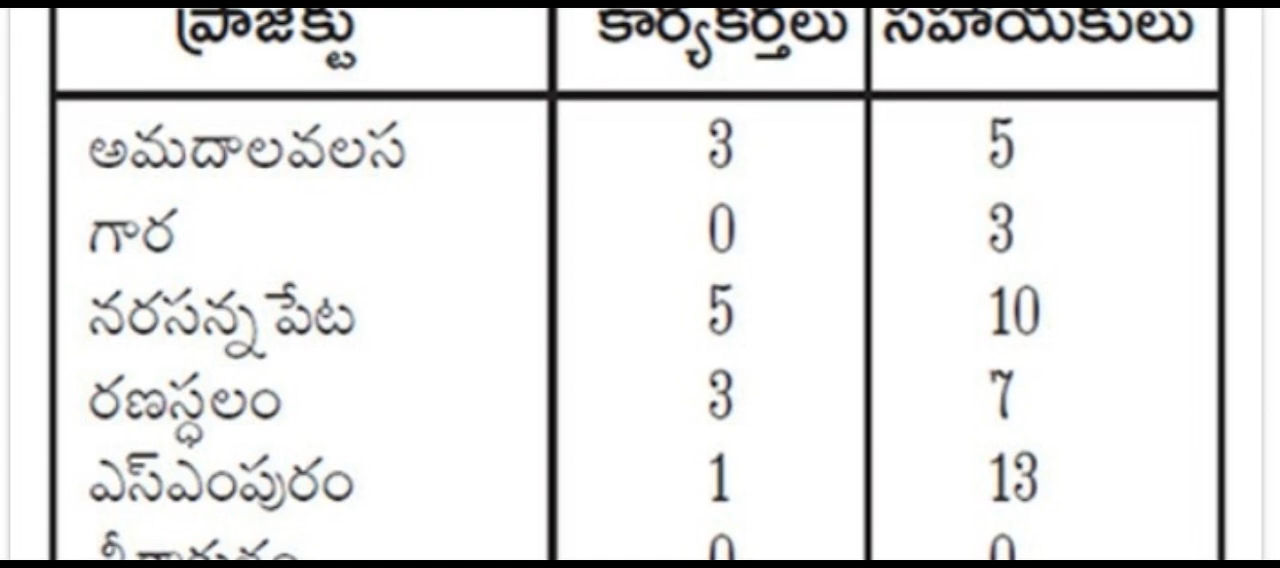 ప్రాజెక్టు కార్యకర్తలు సహాయకులు
అమదాలవలస 3 5
గార 0 3
నరసన్నపేట 5 10
రణస్థలం 3 7
ఎస్ఎంపురం 1 13